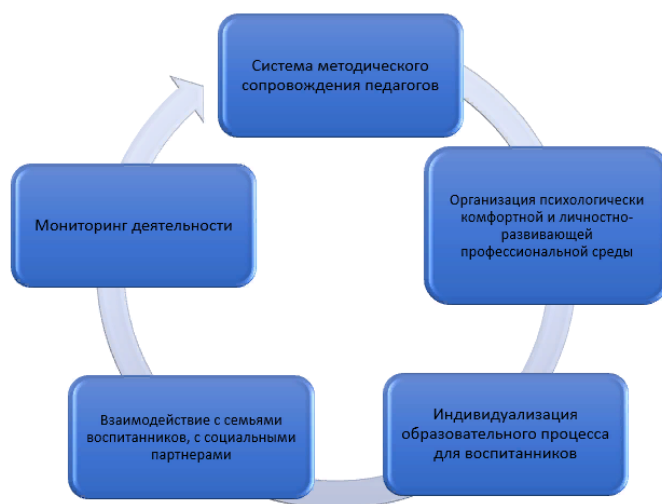 Система методического
сопровождения педагогов
Организация психологически
комфортной и личностно-
развивающей
профессиональной среды
Индивидуализация
образовательного процесса
для воспитанников
Взаимодействие с семьями
воспитанников, с социальными
партнерами
Мониторинг деятельности